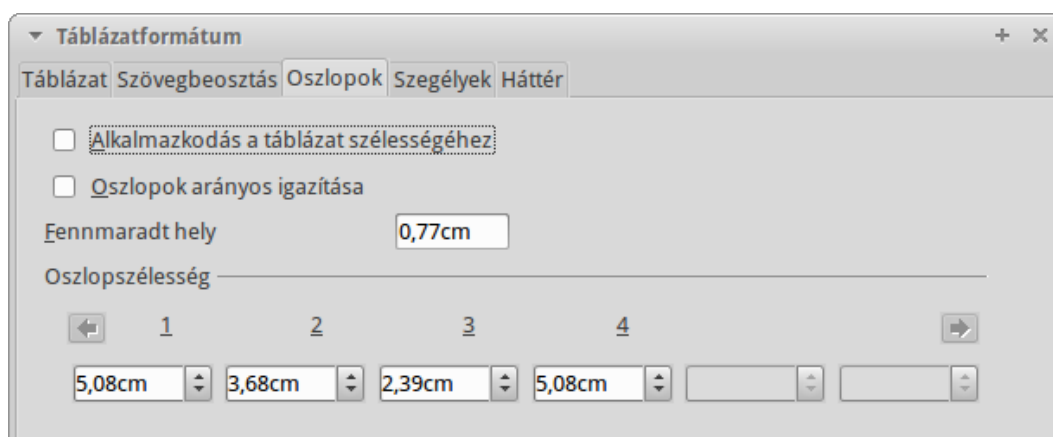 Táblázatformátum
Táblázat Szövegbeosztás Oszlopok Szegélyek Háttér
Alkalmazkodás a táblázat szélességéhez
Oszlopok arányos igazítása
Fennmaradt hely 0,77cm
Oszlopszélesség
1 2 3 4
5,08cm 3,68cm 2,39cm 5,08cm